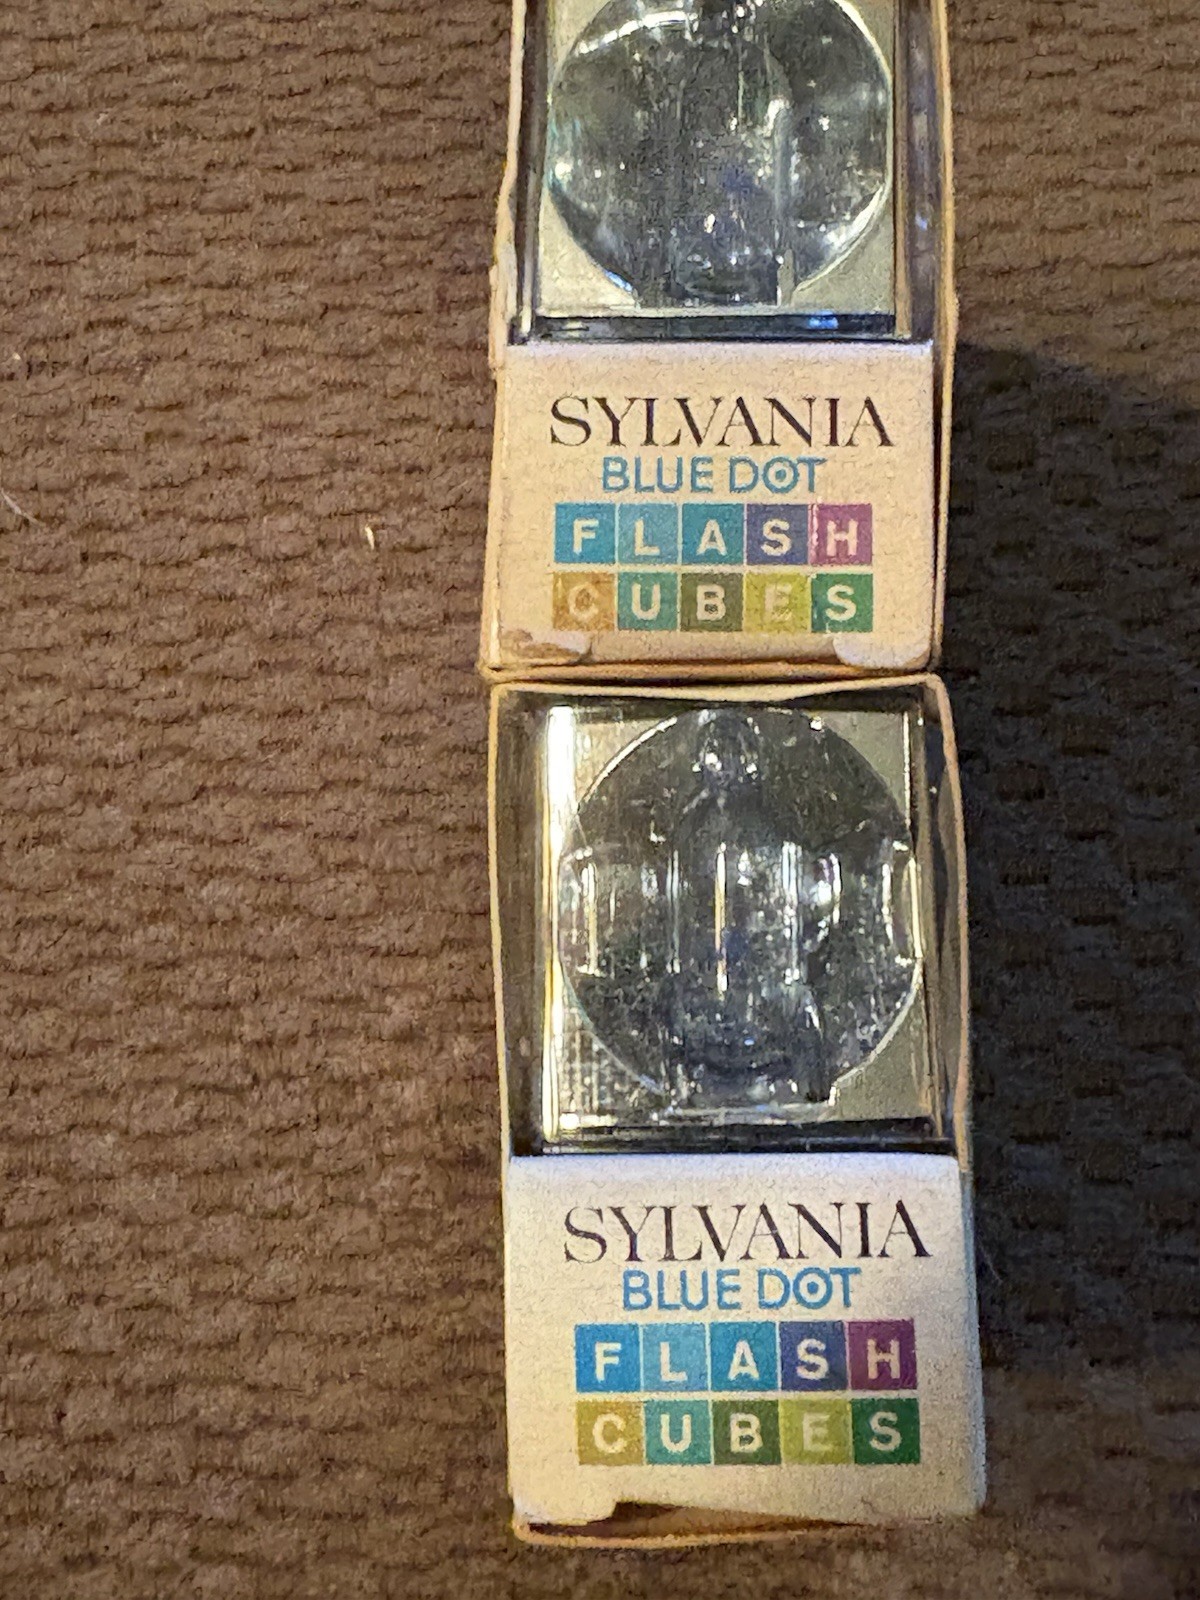 SYLVANIA
BLUE DOT
FLASH
CUBES
SYLVANIA
BLUE DOT
FLASH
CUBES